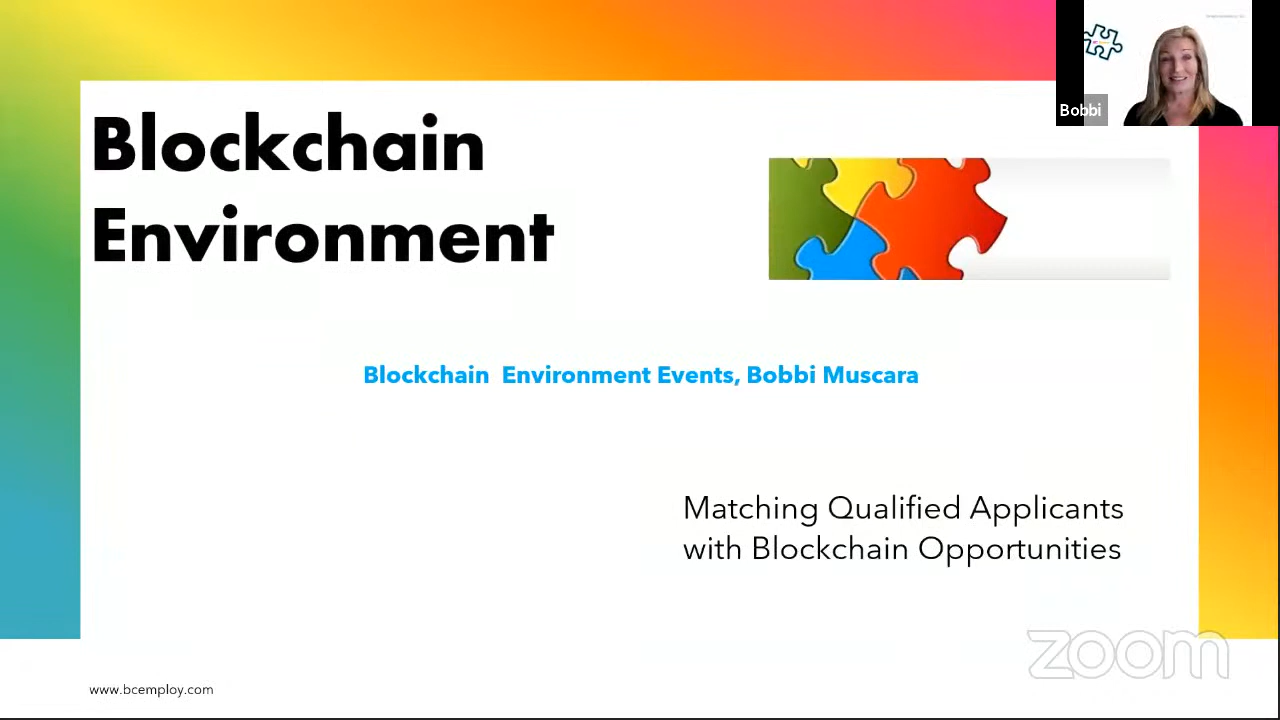 Blockchain
Environment
Bobbi
Blockchain  Environment Events, Bobbi Muscara
Matching Qualified Applicants
with Blockchain Opportunities
zoom
www.bcemploy.com